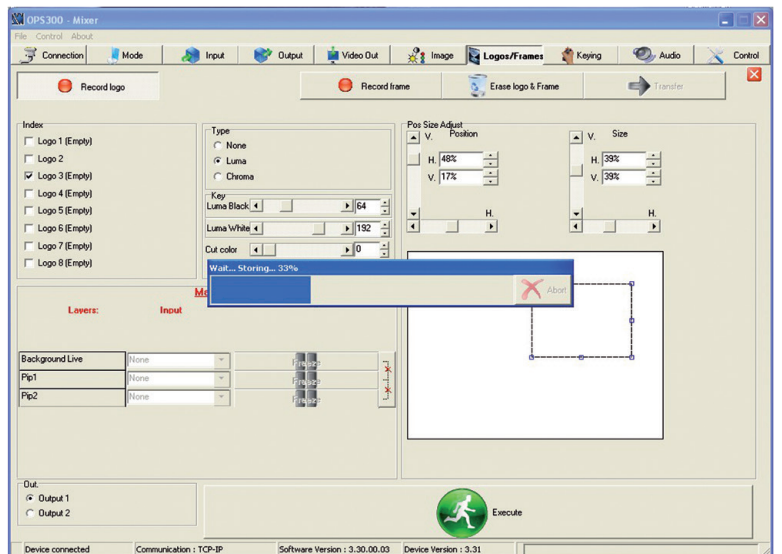 OPS300 - Mixer
File Control About
Connection Mode Input Output Video Out Image Logos/Frames Keying Audio Control
Record logo Record frame Erase logo & Frame Transfer
Index
Logo 1 (Empty)
Logo 2
Logo 3 (Empty)
Logo 4 (Empty)
Logo 5 (Empty)
Logo 6 (Empty)
Logo 7 (Empty)
Logo 8 (Empty)
Type
None
Luma
Chroma
Key
Luma Black 64
Luma White 192
Cut color 0
Pos Size Adjust
V. Position
H. 48%
V. 17%
H.
V. Size
H. 39%
V. 39%
H.
Wait... Storing... 33%
Abort
Layers: Input
Background Live None Freeze
Pip1 None Freeze
Pip2 None Freeze
Out.
Output 1
Output 2
Execute
Device connected Communication : TCP-IP Software Version : 3.30.00.03 Device Version : 3.31